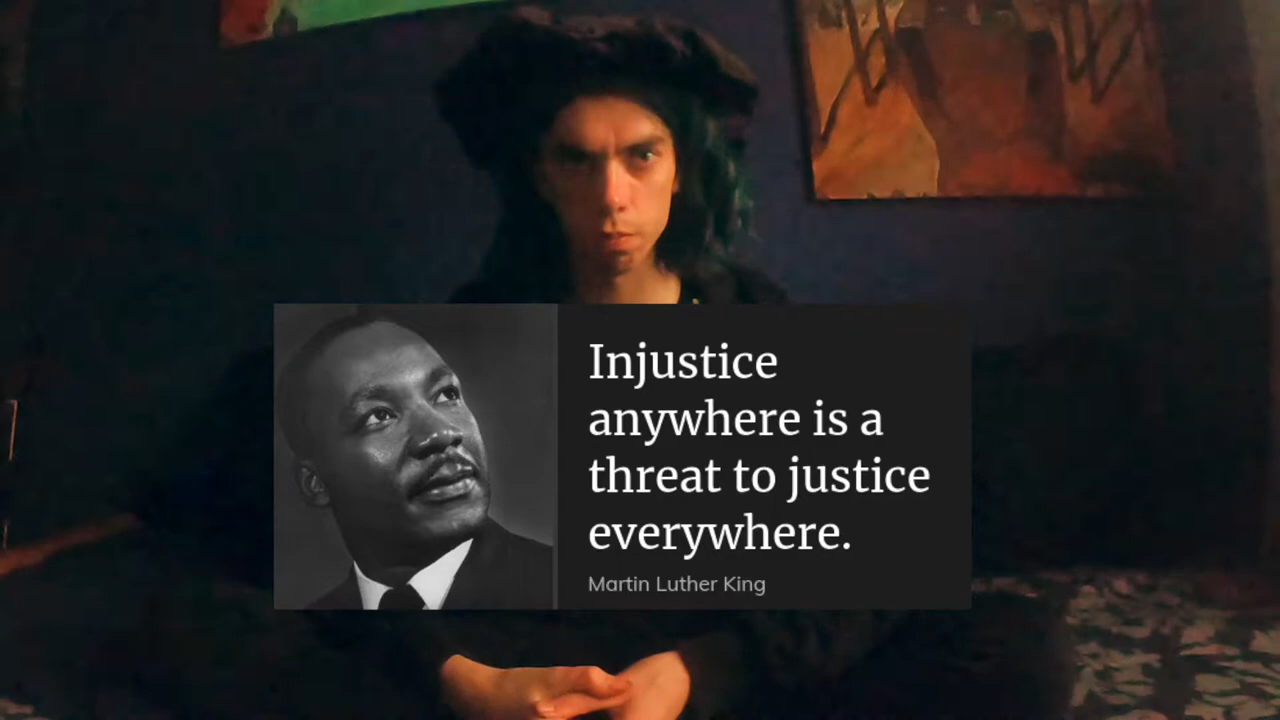 Injustice
anywhere is a
threat to justice
everywhere.
Martin Luther King